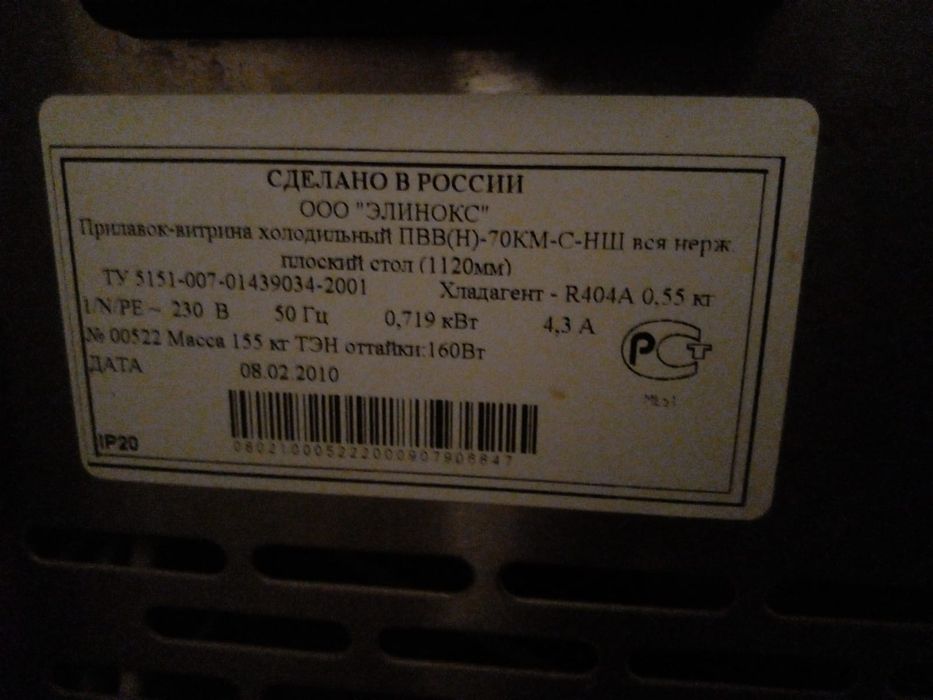 СДЕЛАНО В РОССИИ
ООО "ЭЛИНОКС"
Прилавок-витрина холодильный ПВВ(Н)-70КМ-С-НШ вся нерж.
плоский стол (1120мм)
ТУ 5151-007-01439034-2001 Хладагент - R404A 0.55 кг
1/N/PE ~ 230 В 50 Гц 0,719 кВт 4,3 А
№ 00522 Масса 155 кг ТЭН оттайки:160Вт
РСТ
ДАТА 08.02.2010
IP20